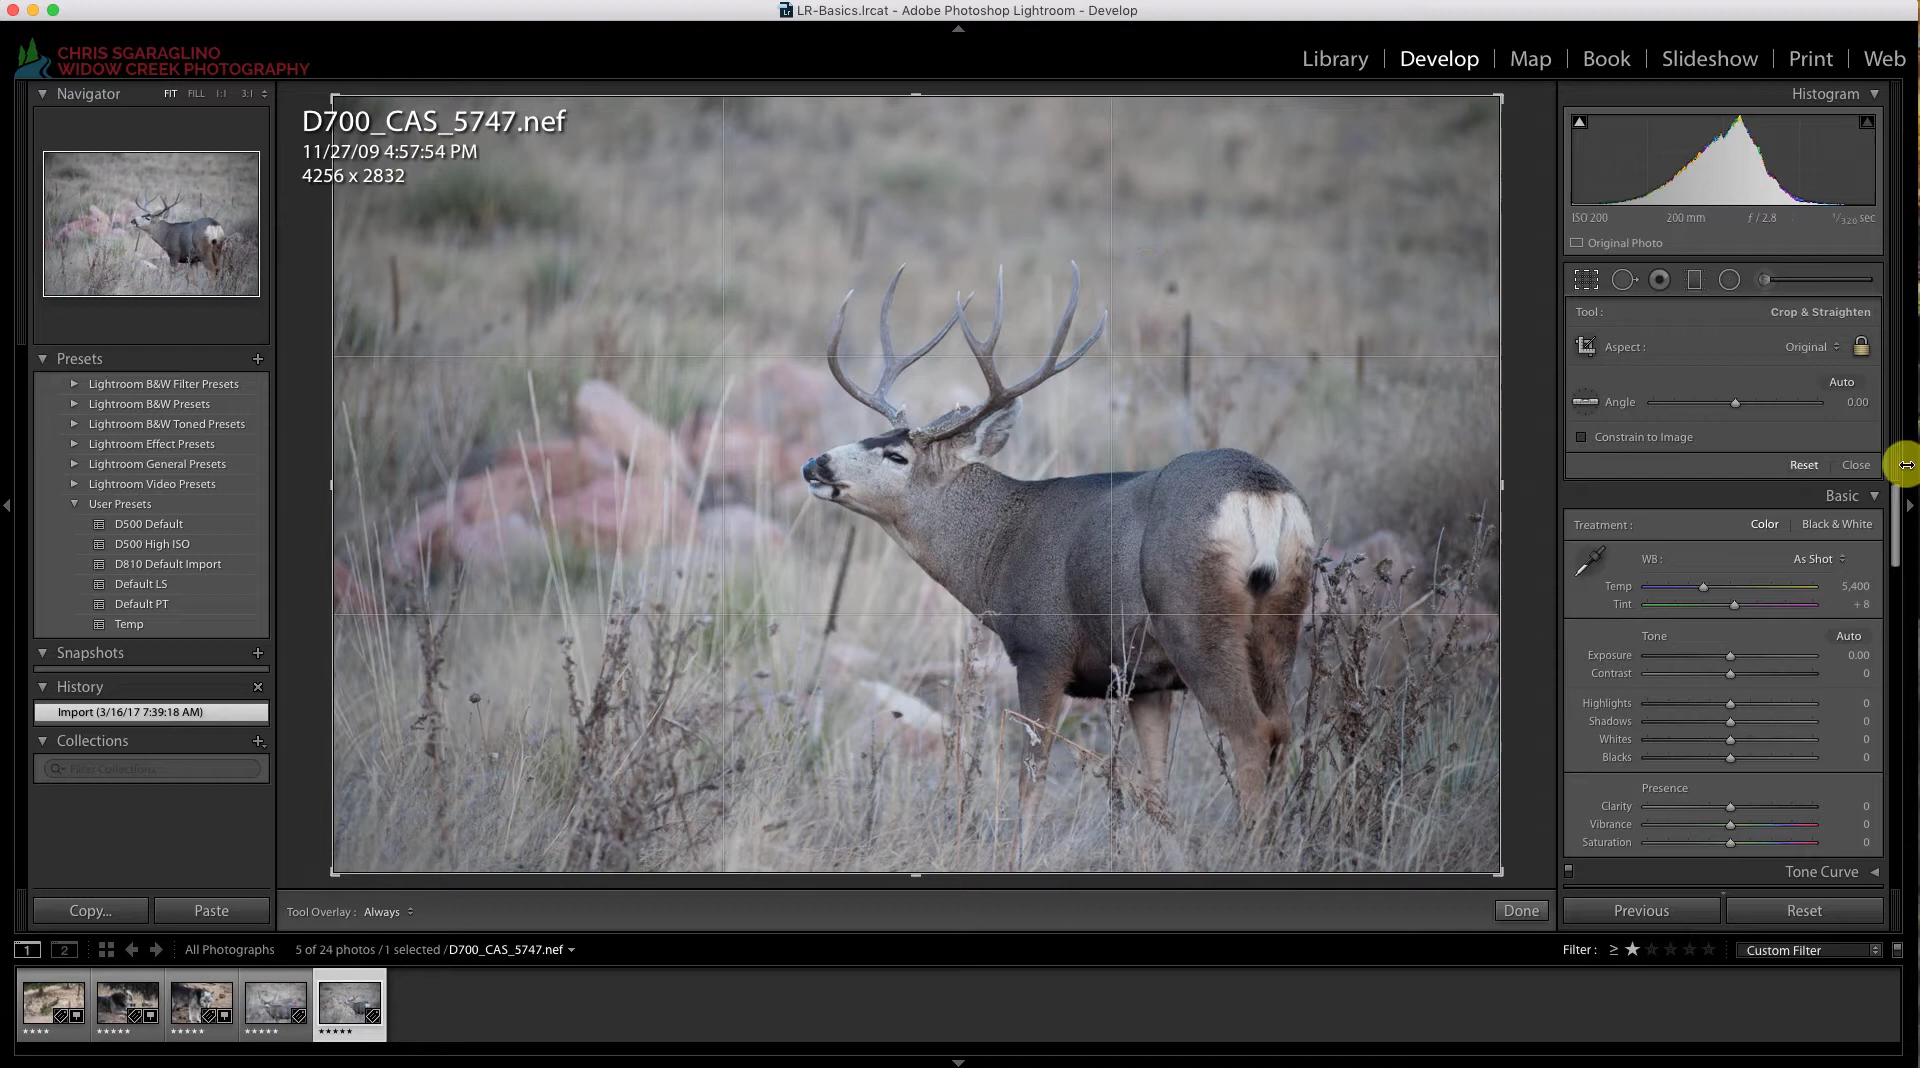 LR-Basics.lrcat - Adobe Photoshop Lightroom - Develop
CHRIS SGARAGLINO
WIDOW CREEK PHOTOGRAPHY
Library | Develop | Map | Book | Slideshow | Print | Web
Navigator FIT FILL 1:1 3:1
Presets +
Lightroom B&W Filter Presets
Lightroom B&W Presets
Lightroom B&W Toned Presets
Lightroom Effect Presets
Lightroom General Presets
Lightroom Video Presets
User Presets
D500 Default
D500 High ISO
D810 Default Import
Default LS
Default PT
Temp
Snapshots +
History ×
Import (3/16/17 7:39:18 AM)
Collections +
Filter Collections
Copy... Paste
D700_CAS_5747.nef
11/27/09 4:57:54 PM
4256 x 2832
Tool Overlay : Always Done
Histogram
ISO 200 200 mm ƒ / 2.8 1/320 sec
Original Photo
Tool : Crop & Straighten
Aspect : Original
Auto
Angle 0.00
Constrain to Image
Reset | Close
Basic
Treatment : Color | Black & White
WB : As Shot
Temp 5,400
Tint + 8
Tone Auto
Exposure 0.00
Contrast 0
Highlights 0
Shadows 0
Whites 0
Blacks 0
Presence
Clarity 0
Vibrance 0
Saturation 0
Tone Curve
Previous Reset
1 2 All Photographs 5 of 24 photos / 1 selected / D700_CAS_5747.nef Filter : ≥ ★★★★★ Custom Filter
★★★★ ★★★★★ ★★★★★ ★★★★★ ★★★★★